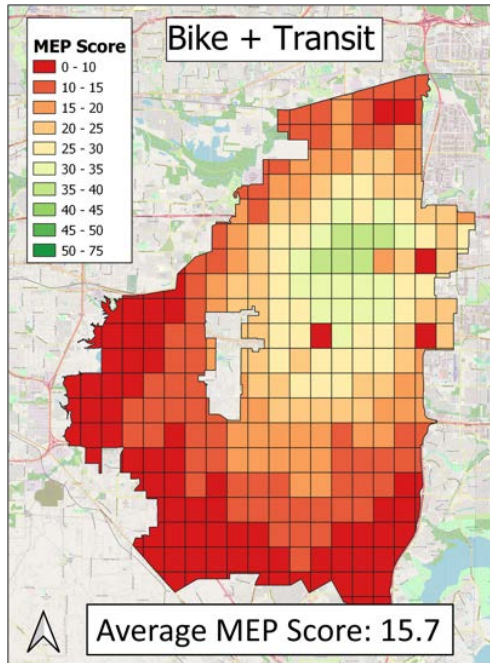 Bike + Transit
MEP Score
0 - 10
10 - 15
15 - 20
20 - 25
25 - 30
30 - 35
35 - 40
40 - 45
45 - 50
50 - 75
Average MEP Score: 15.7